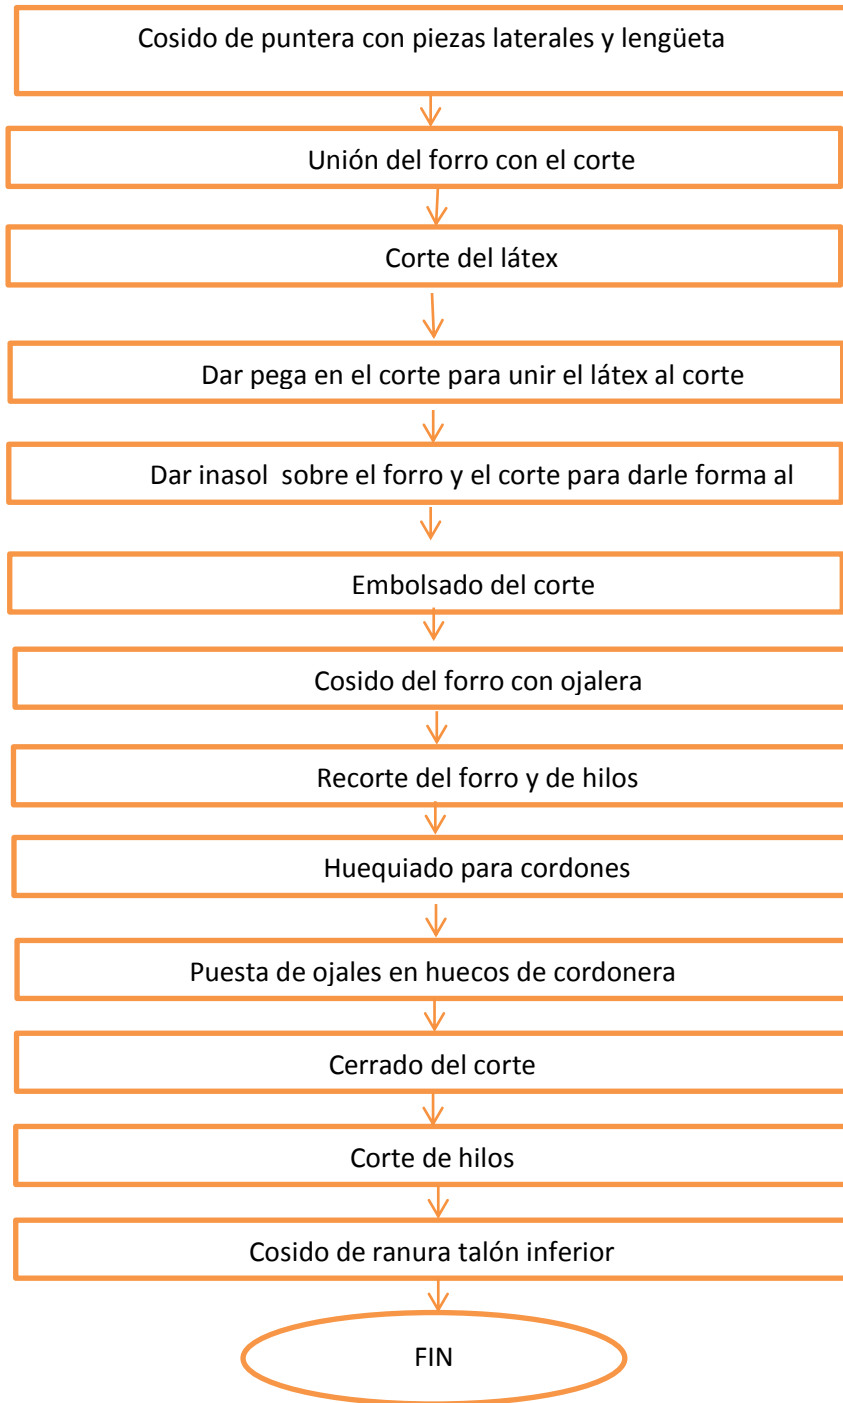 Cosido de puntera con piezas laterales y lengüeta
Unión del forro con el corte
Corte del látex
Dar pega en el corte para unir el látex al corte
Dar inasol  sobre el forro y el corte para darle forma al
Embolsado del corte
Cosido del forro con ojalera
Recorte del forro y de hilos
Huequiado para cordones
Puesta de ojales en huecos de cordonera
Cerrado del corte
Corte de hilos
Cosido de ranura talón inferior
FIN